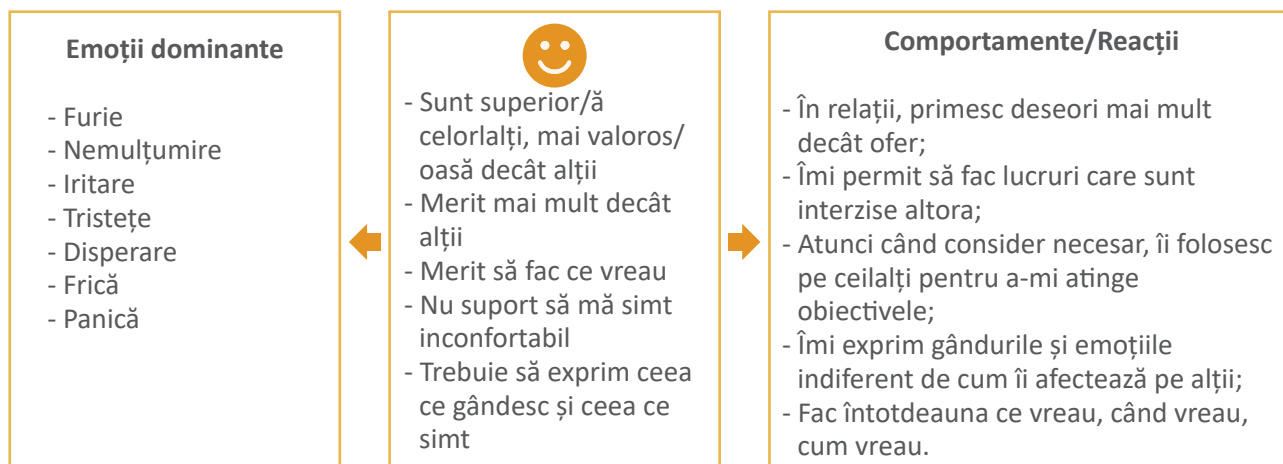 Emoții dominante
- Furie
- Nemulțumire
- Iritare
- Tristețe
- Disperare
- Frică
- Panică
- Sunt superior/ă
celorlalți, mai valoros/
oasă decât alții
- Merit mai mult decât
alții
- Merit să fac ce vreau
- Nu suport să mă simt
inconfortabil
- Trebuie să exprim ceea
ce gândesc și ceea ce
simt
Comportamente/Reacții
- În relații, primesc deseori mai mult
decât ofer;
- Îmi permit să fac lucruri care sunt
interzise altora;
- Atunci când consider necesar, îi folosesc
pe ceilalți pentru a-mi atinge
obiectivele;
- Îmi exprim gândurile și emoțiile
indiferent de cum îi afectează pe alții;
- Fac întotdeauna ce vreau, când vreau,
cum vreau.